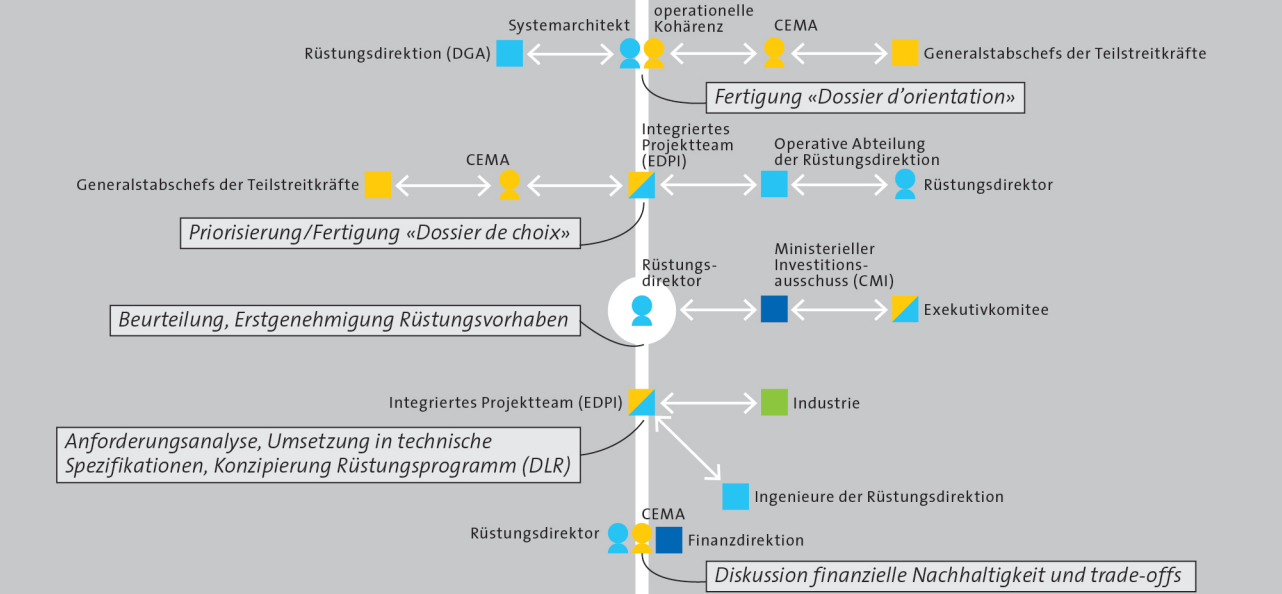 Systemarchitekt
operationelle
Kohärenz
CEMA
Rüstungsdirektion (DGA)
Generalstabschefs der Teilstreitkräfte
Fertigung «Dossier d’orientation»
Integriertes
Projektteam
(EDPI)
Operative Abteilung
der Rüstungsdirektion
CEMA
Generalstabschefs der Teilstreitkräfte
Rüstungsdirektor
Priorisierung/Fertigung «Dossier de choix»
Rüstungs-
direktor
Ministerieller
Investitions-
ausschuss (CMI)
Exekutivkomitee
Beurteilung, Erstgenehmigung Rüstungsvorhaben
Integriertes Projektteam (EDPI)
Industrie
Anforderungsanalyse, Umsetzung in technische
Spezifikationen, Konzipierung Rüstungsprogramm (DLR)
Ingenieure der Rüstungsdirektion
CEMA
Rüstungsdirektor
Finanzdirektion
Diskussion finanzielle Nachhaltigkeit und trade-offs